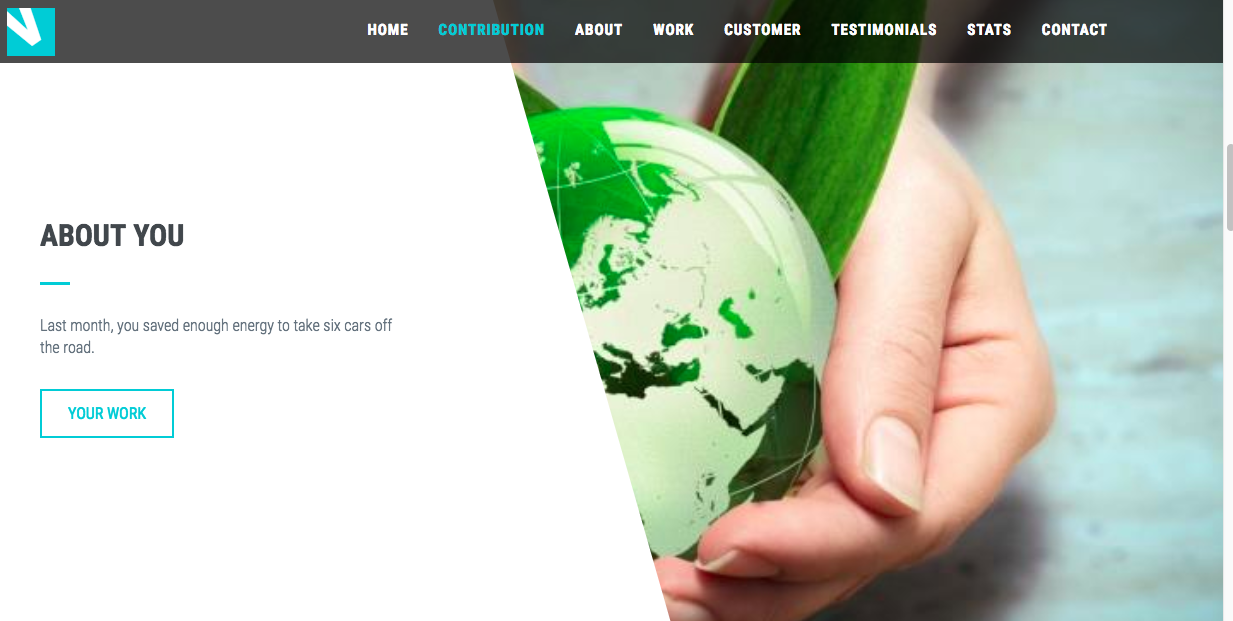 HOME CONTRIBUTION ABOUT WORK CUSTOMER TESTIMONIALS STATS CONTACT
ABOUT YOU
Last month, you saved enough energy to take six cars off
the road.
YOUR WORK